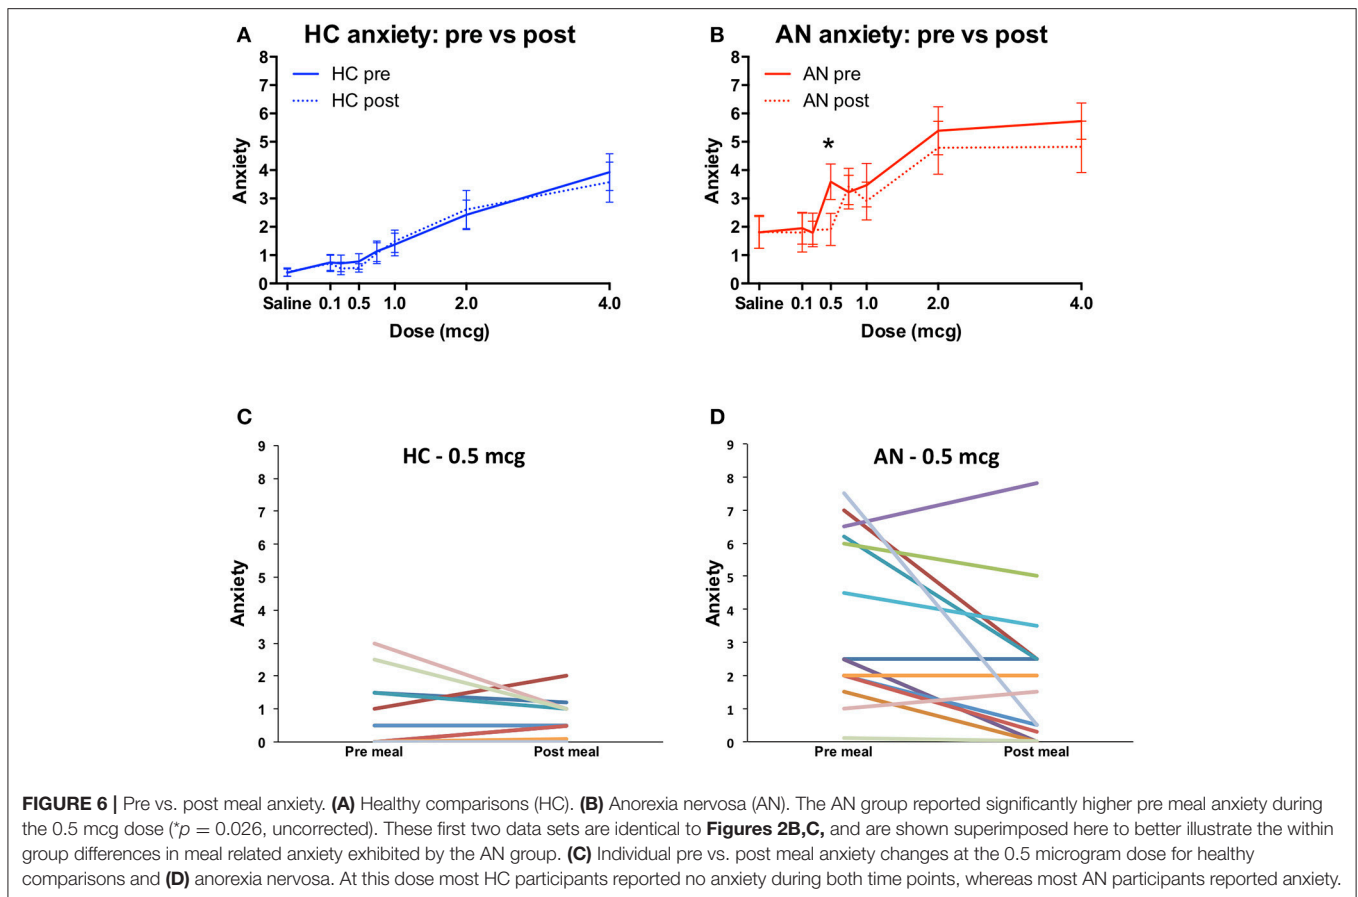 A
HC anxiety: pre vs post
8
7
6
5
4
3
2
1
0
Anxiety
HC pre
HC post
Saline 0.1 0.5 1.0 2.0 4.0
Dose (mcg)
B
AN anxiety: pre vs post
8
7
6
5
4
3
2
1
0
Anxiety
AN pre
AN post
*
Saline 0.1 0.5 1.0 2.0 4.0
Dose (mcg)
C
HC - 0.5 mcg
9
8
7
6
5
4
3
2
1
0
Anxiety
Pre meal Post meal
D
AN - 0.5 mcg
9
8
7
6
5
4
3
2
1
0
Anxiety
Pre meal Post meal
FIGURE 6 | Pre vs. post meal anxiety. (A) Healthy comparisons (HC). (B) Anorexia nervosa (AN). The AN group reported significantly higher pre meal anxiety during
the 0.5 mcg dose (*p = 0.026, uncorrected). These first two data sets are identical to Figures 2B,C, and are shown superimposed here to better illustrate the within
group differences in meal related anxiety exhibited by the AN group. (C) Individual pre vs. post meal anxiety changes at the 0.5 microgram dose for healthy
comparisons and (D) anorexia nervosa. At this dose most HC participants reported no anxiety during both time points, whereas most AN participants reported anxiety.